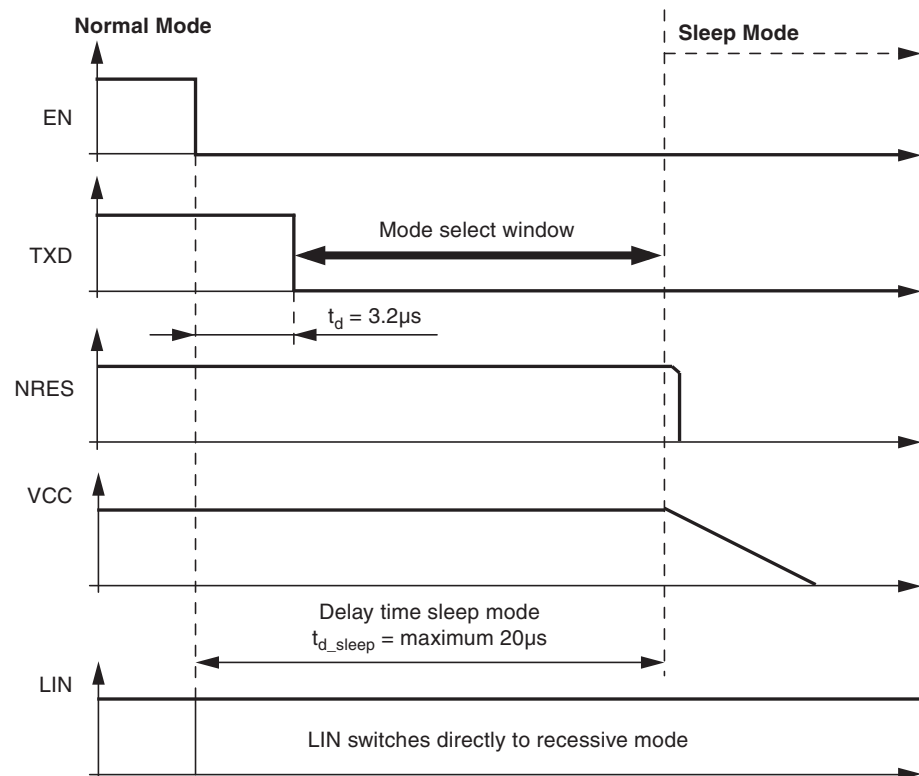 Normal Mode
Sleep Mode
EN
TXD
Mode select window
t_d = 3.2µs
NRES
VCC
Delay time sleep mode
t_d_sleep = maximum 20µs
LIN
LIN switches directly to recessive mode